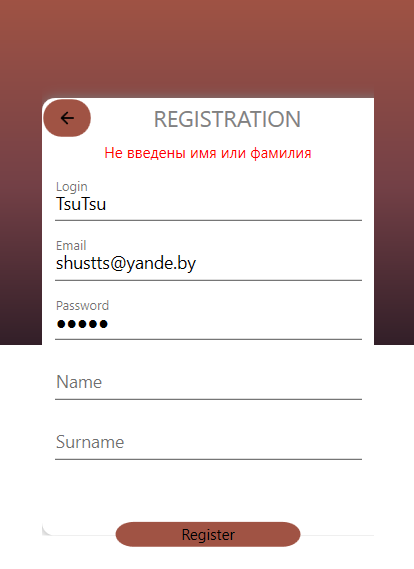 REGISTRATION
Не введены имя или фамилия
Login
TsuTsu
Email
shustts@yande.by
Password
●●●●●
Name
Surname
Register